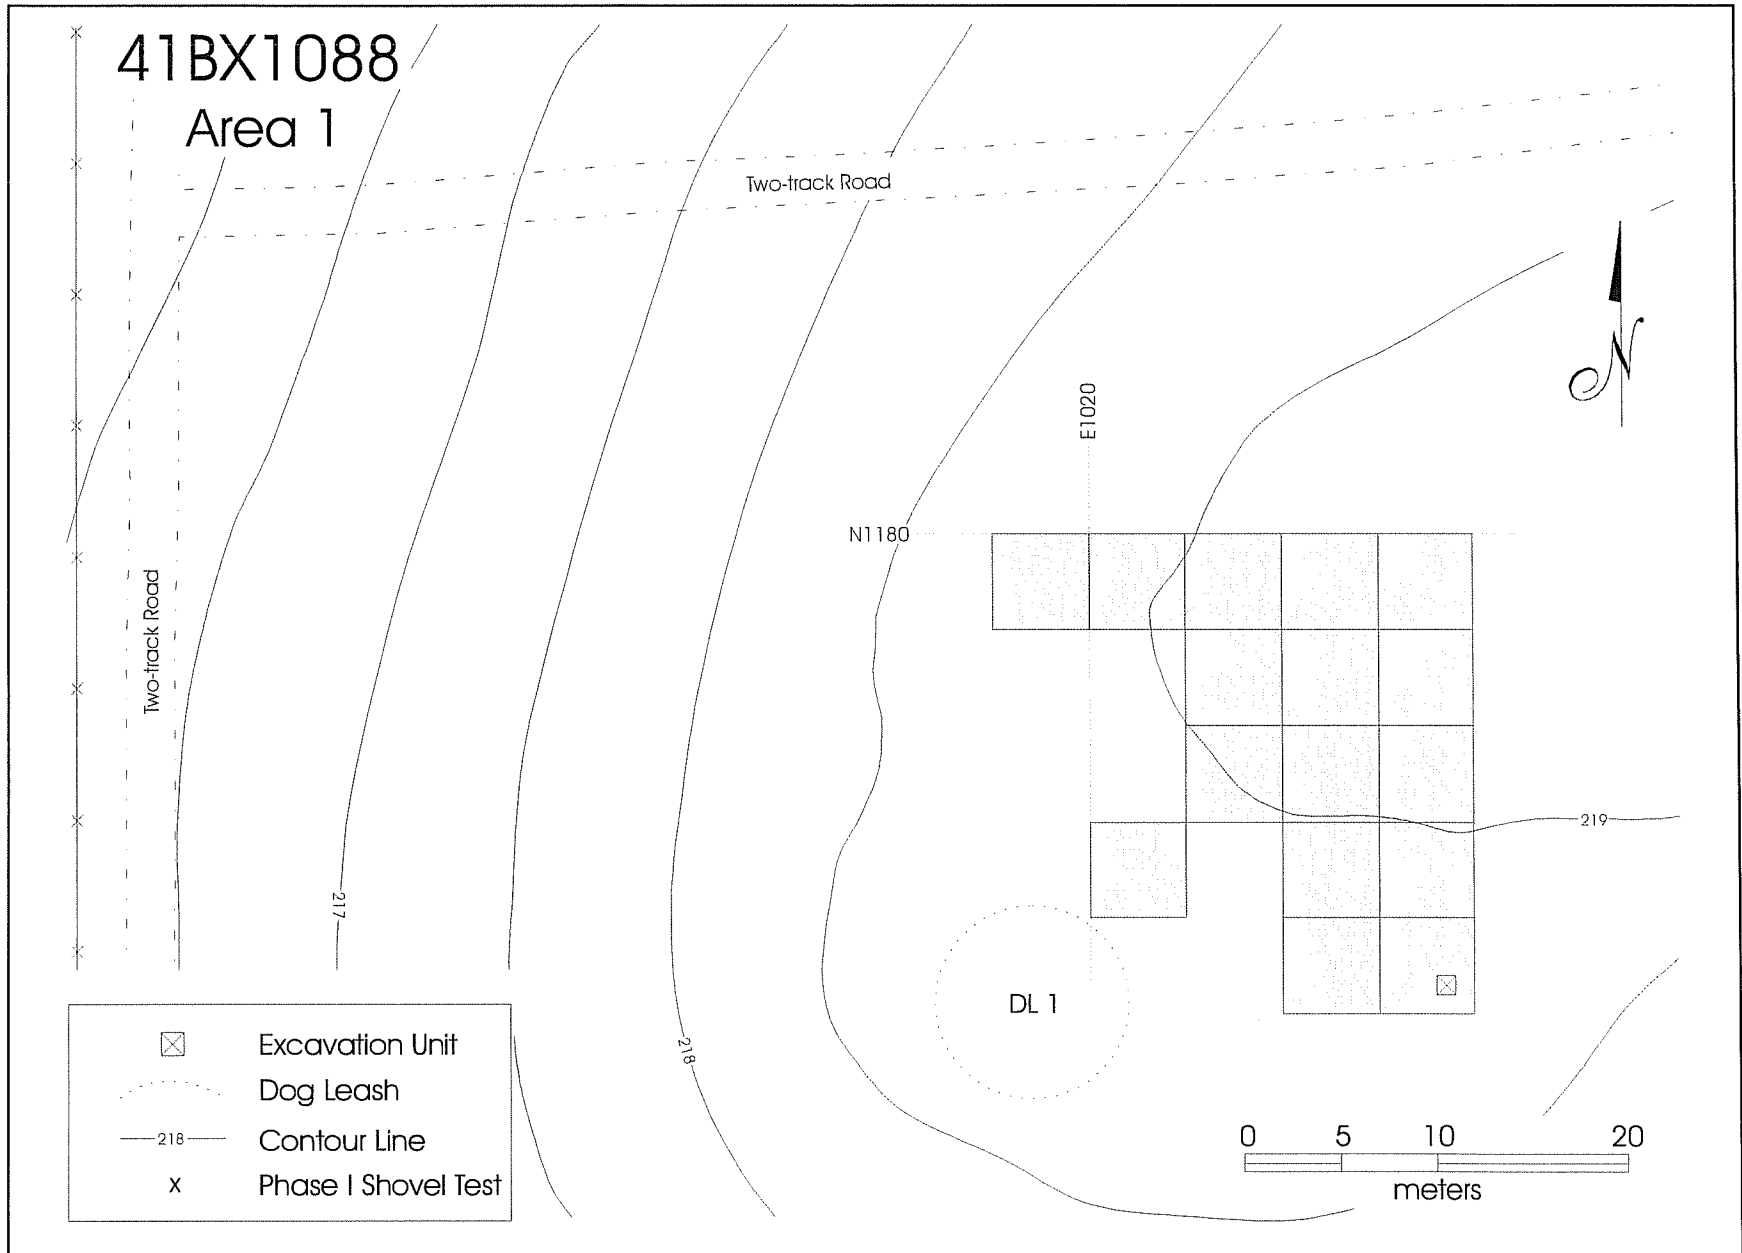 41BX1088
Area 1
Two-track Road
N
E1020
N1180
Two-track Road
219
217
DL 1
218
Excavation Unit
Dog Leash
218 Contour Line
x Phase I Shovel Test
0 5 10 20
meters